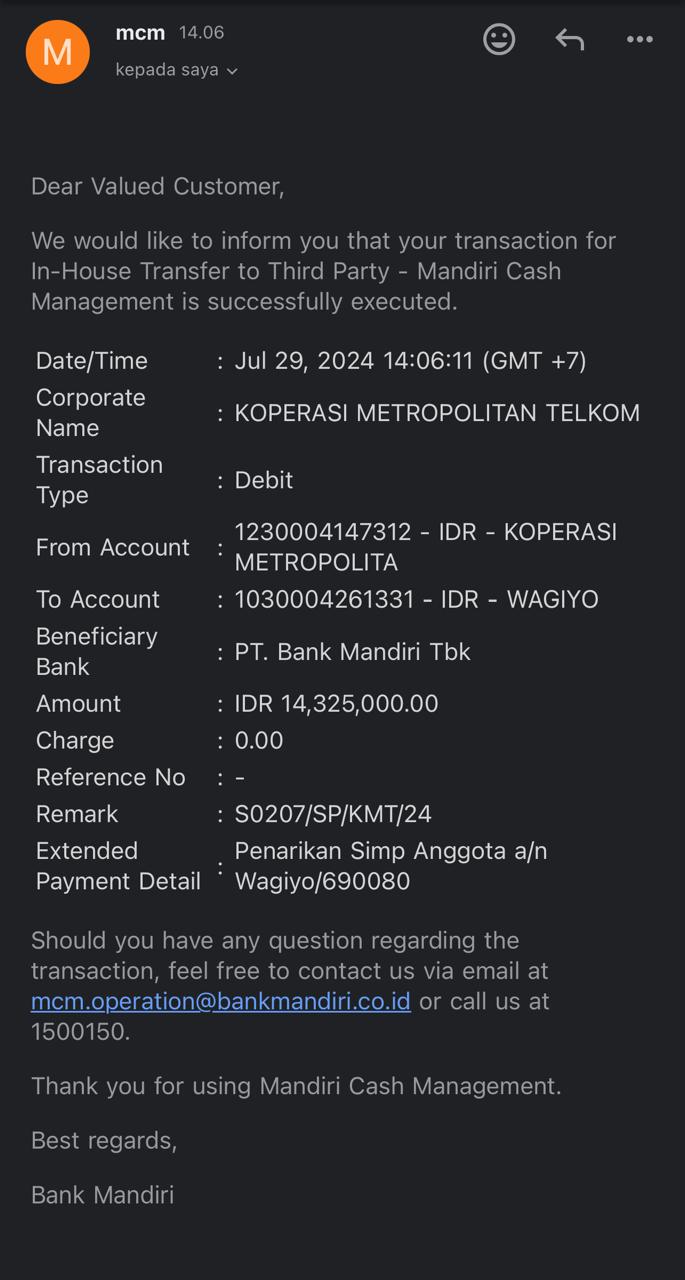 M
mcm 14.06
kepada saya
Dear Valued Customer,
We would like to inform you that your transaction for
In-House Transfer to Third Party - Mandiri Cash
Management is successfully executed.
Date/Time : Jul 29, 2024 14:06:11 (GMT +7)
Corporate
Name : KOPERASI METROPOLITAN TELKOM
Transaction
Type : Debit
From Account : 1230004147312 - IDR - KOPERASI
METROPOLITA
To Account : 1030004261331 - IDR - WAGIYO
Beneficiary
Bank : PT. Bank Mandiri Tbk
Amount : IDR 14,325,000.00
Charge : 0.00
Reference No : -
Remark : S0207/SP/KMT/24
Extended
Payment Detail : Penarikan Simp Anggota a/n
Wagiyo/690080
Should you have any question regarding the
transaction, feel free to contact us via email at
mcm.operation@bankmandiri.co.id or call us at
1500150.
Thank you for using Mandiri Cash Management.
Best regards,
Bank Mandiri